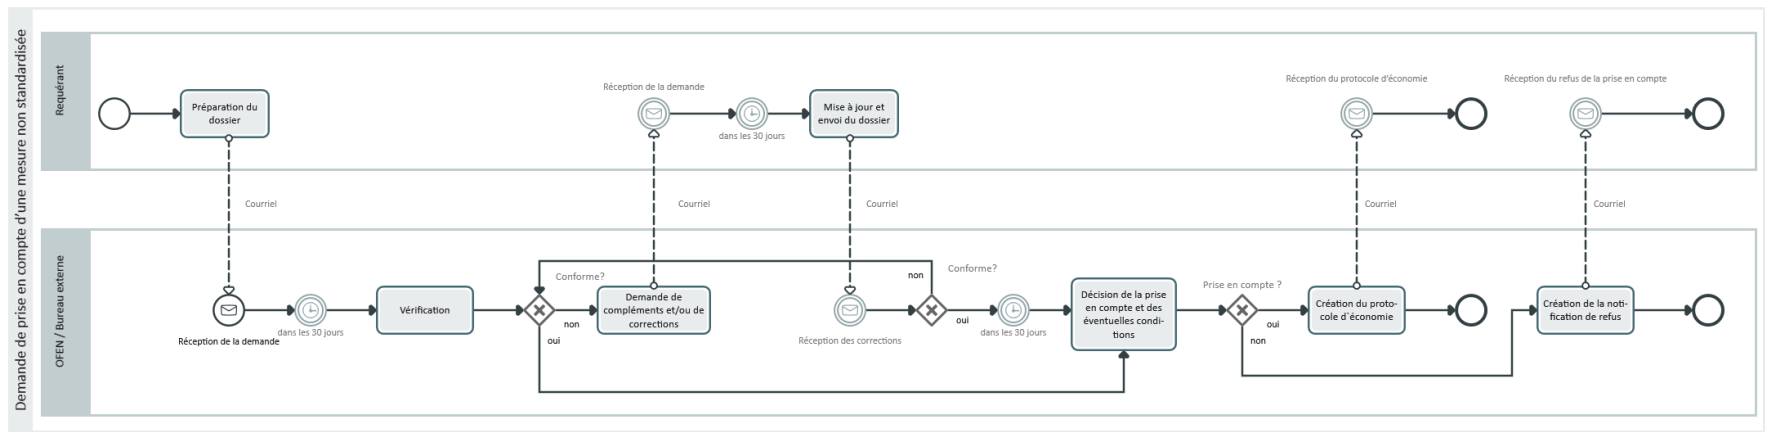 Demande de prise en compte d'une mesure non standardisée
Requérant
Préparation du
dossier
Réception de la demande
dans les 30 jours
Mise à jour et
envoi du dossier
Réception du protocole d'économie
Réception du refus de la prise en compte
Courriel
Courriel
Courriel
Courriel
Courriel
OFEN / Bureau externe
Réception de la demande
dans les 30 jours
Vérification
Conforme?
non
oui
Demande de
compléments et/ou de
corrections
Réception des corrections
non
Conforme?
oui
dans les 30 jours
Décision de la prise
en compte et des
éventuelles condi-
tions
Prise en compte ?
oui
non
Création du proto-
cole d`économie
Création de la noti-
fication de refus